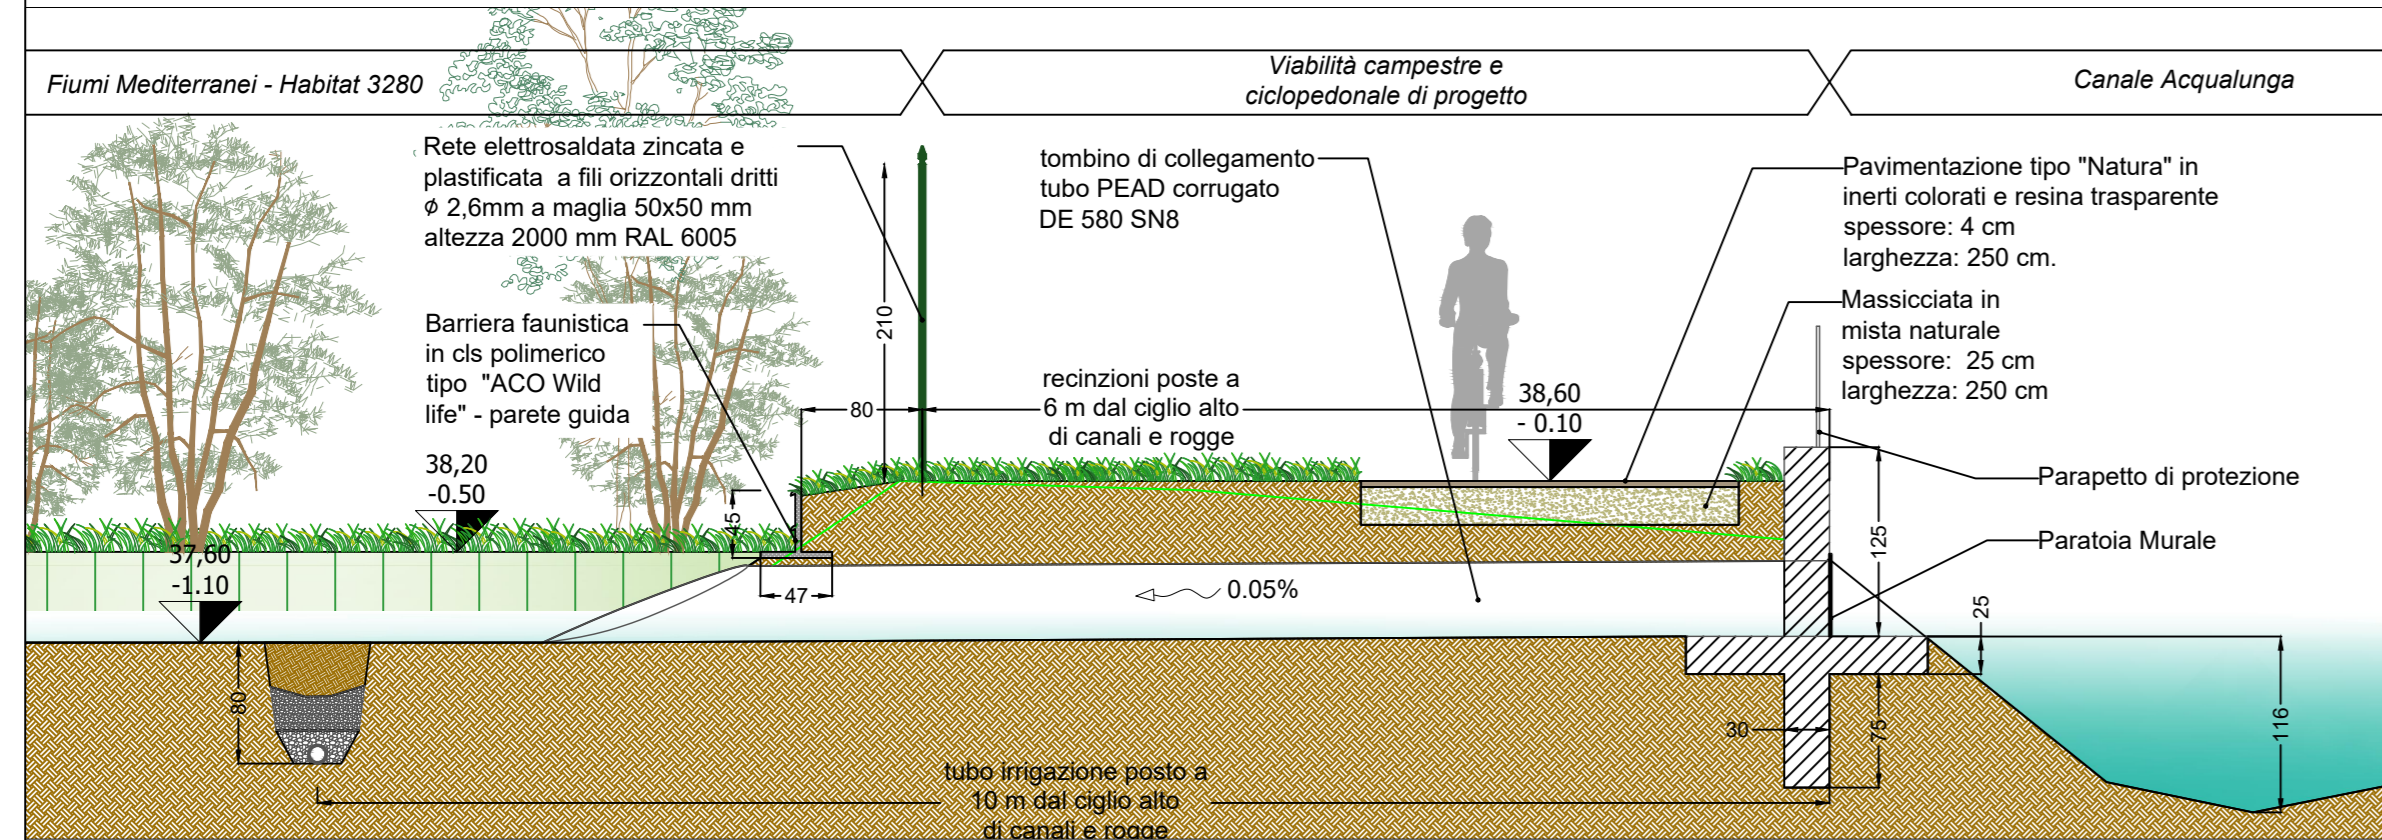 Fiumi Mediterranei - Habitat 3280
Viabilità campestre e
ciclopedonale di progetto
Canale Acqualunga
Rete elettrosaldata zincata e
plastificata a fili orizzontali dritti
ϕ 2,6mm a maglia 50x50 mm
altezza 2000 mm RAL 6005
tombino di collegamento
tubo PEAD corrugato
DE 580 SN8
Pavimentazione tipo "Natura" in
inerti colorati e resina trasparente
spessore: 4 cm
larghezza: 250 cm.
Massicciata in
mista naturale
spessore: 25 cm
larghezza: 250 cm
Barriera faunistica
in cls polimerico
tipo "ACO Wild
life" - parete guida
210
80
recinzioni poste a
6 m dal ciglio alto
di canali e rogge
38,60
- 0.10
38,20
-0.50
45
Parapetto di protezione
Paratoia Murale
37,60
-1.10
47
0.05%
125
25
80
30
75
116
tubo irrigazione posto a
10 m dal ciglio alto
di canali e rogge